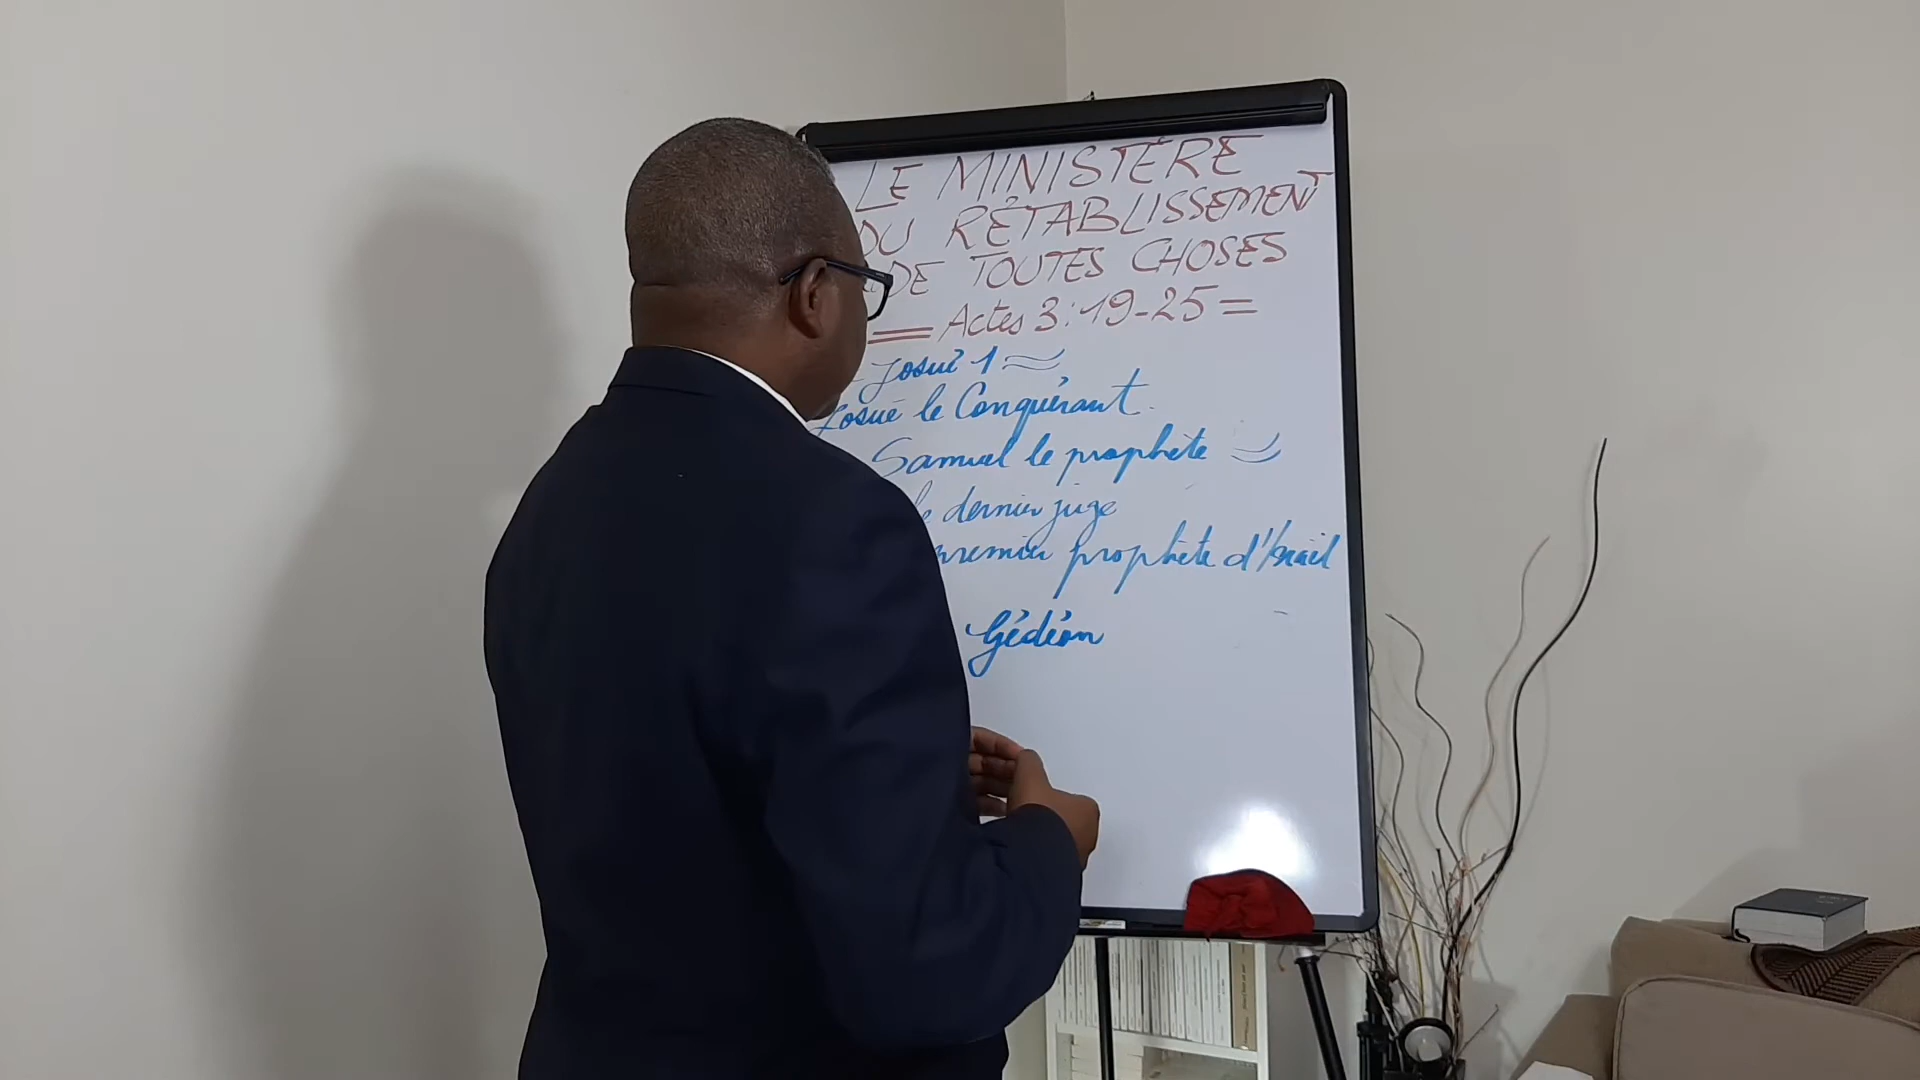 LE MINISTÈRE
DU RÉTABLISSEMENT
DE TOUTES CHOSES
= Actes 3:19-25 =
- Josué 1
Josué le Conquérant.
Samuel le prophète
le dernier juge
premier prophète d'Israël
Gédéon